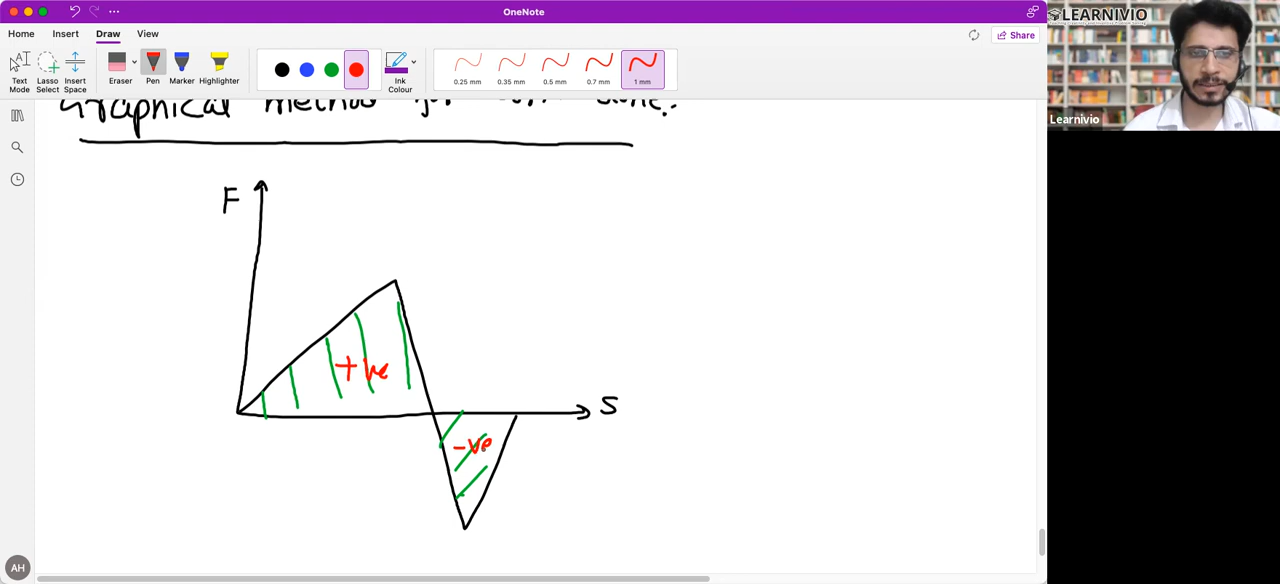 OneNote
LEARNIVIO
Home Insert Draw View
Share
Text Mode
Lasso Select
Insert Space
Eraser
Pen
Marker
Highlighter
Ink Colour
0.25 mm
0.35 mm
0.5 mm
0.7 mm
1 mm
Graphical method
Learnivio
F
+ve
S
-ve
AH